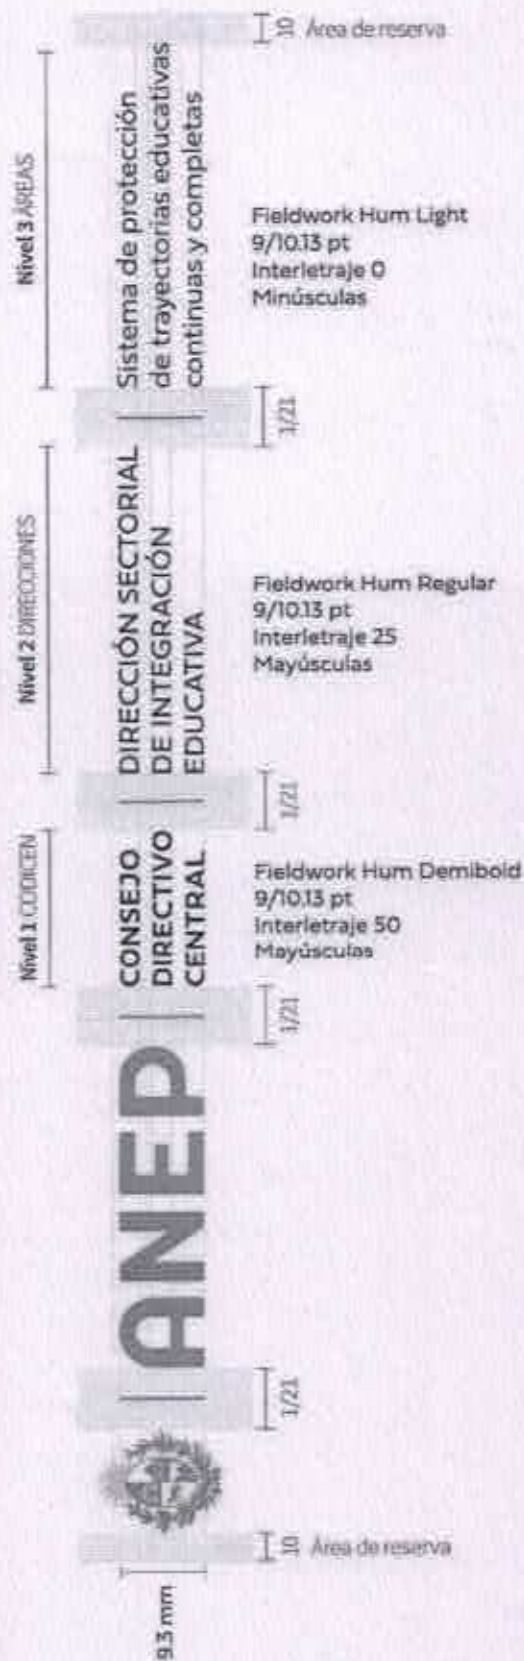 Nivel 1 CODICEN
Nivel 2 DIRECCIONES
Nivel 3 ÁREAS
9.3 mm
ANEP
CONSEJO
DIRECTIVO
CENTRAL
DIRECCIÓN SECTORIAL
DE INTEGRACIÓN
EDUCATIVA
Sistema de protección
de trayectorias educativas
continuas y completas
10 Área de reserva
1/21
1/21
1/21
1/21
10 Área de reserva
Fieldwork Hum Demibold
9/10.13 pt
Interletraje 50
Mayúsculas
Fieldwork Hum Regular
9/10.13 pt
Interletraje 25
Mayúsculas
Fieldwork Hum Light
9/10.13 pt
Interletraje 0
Minúsculas